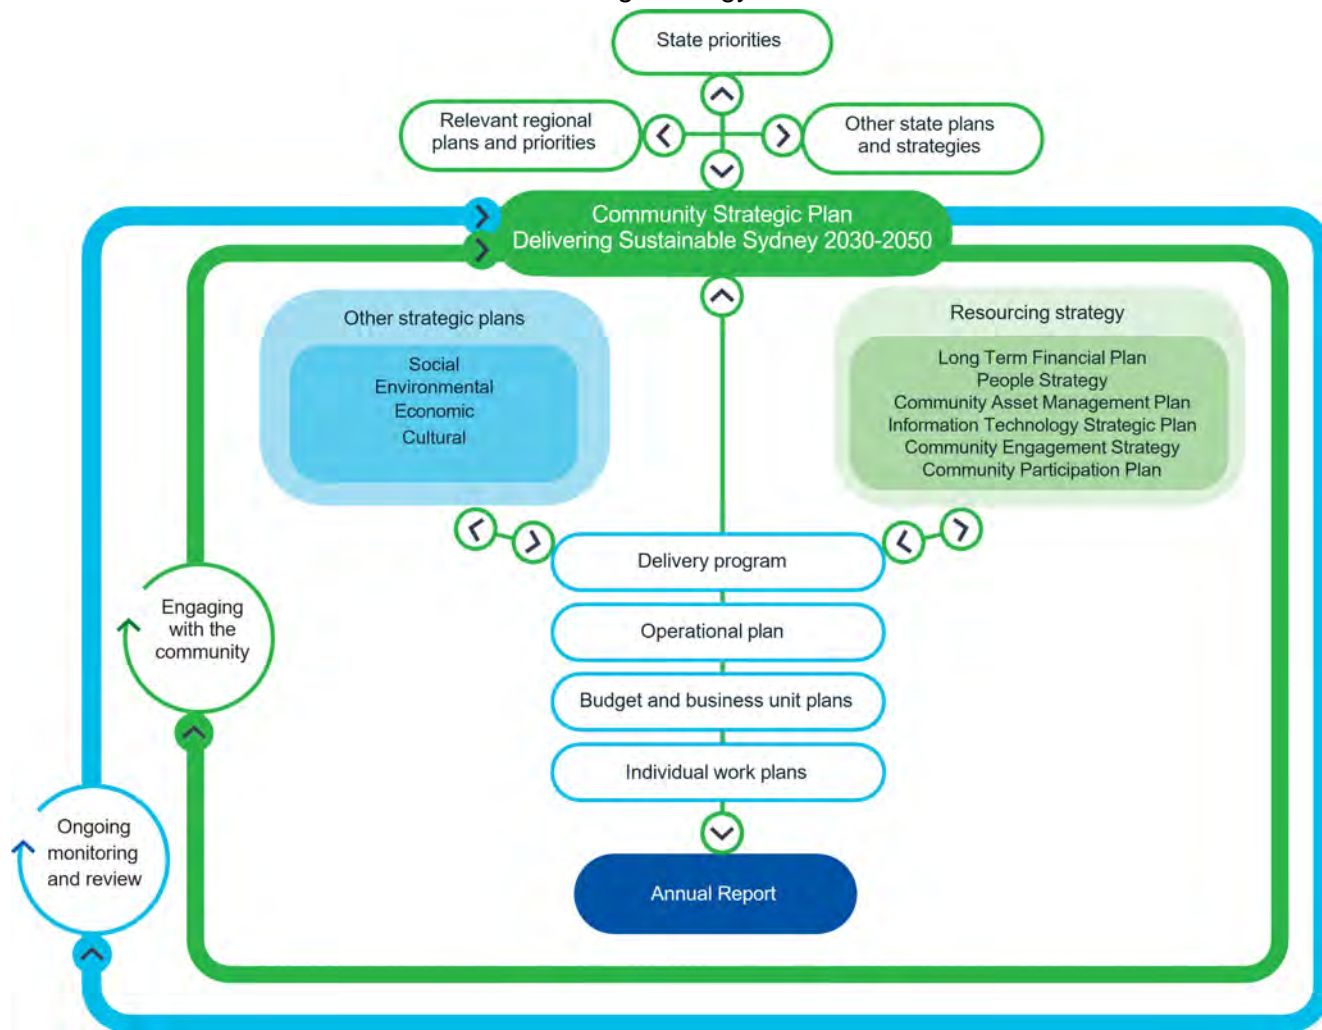 State priorities
Relevant regional
plans and priorities
Other state plans
and strategies
Community Strategic Plan
Delivering Sustainable Sydney 2030-2050
Other strategic plans
Social
Environmental
Economic
Cultural
Resourcing strategy
Long Term Financial Plan
People Strategy
Community Asset Management Plan
Information Technology Strategic Plan
Community Engagement Strategy
Community Participation Plan
Delivery program
Operational plan
Budget and business unit plans
Individual work plans
Engaging
with the
community
Ongoing
monitoring
and review
Annual Report